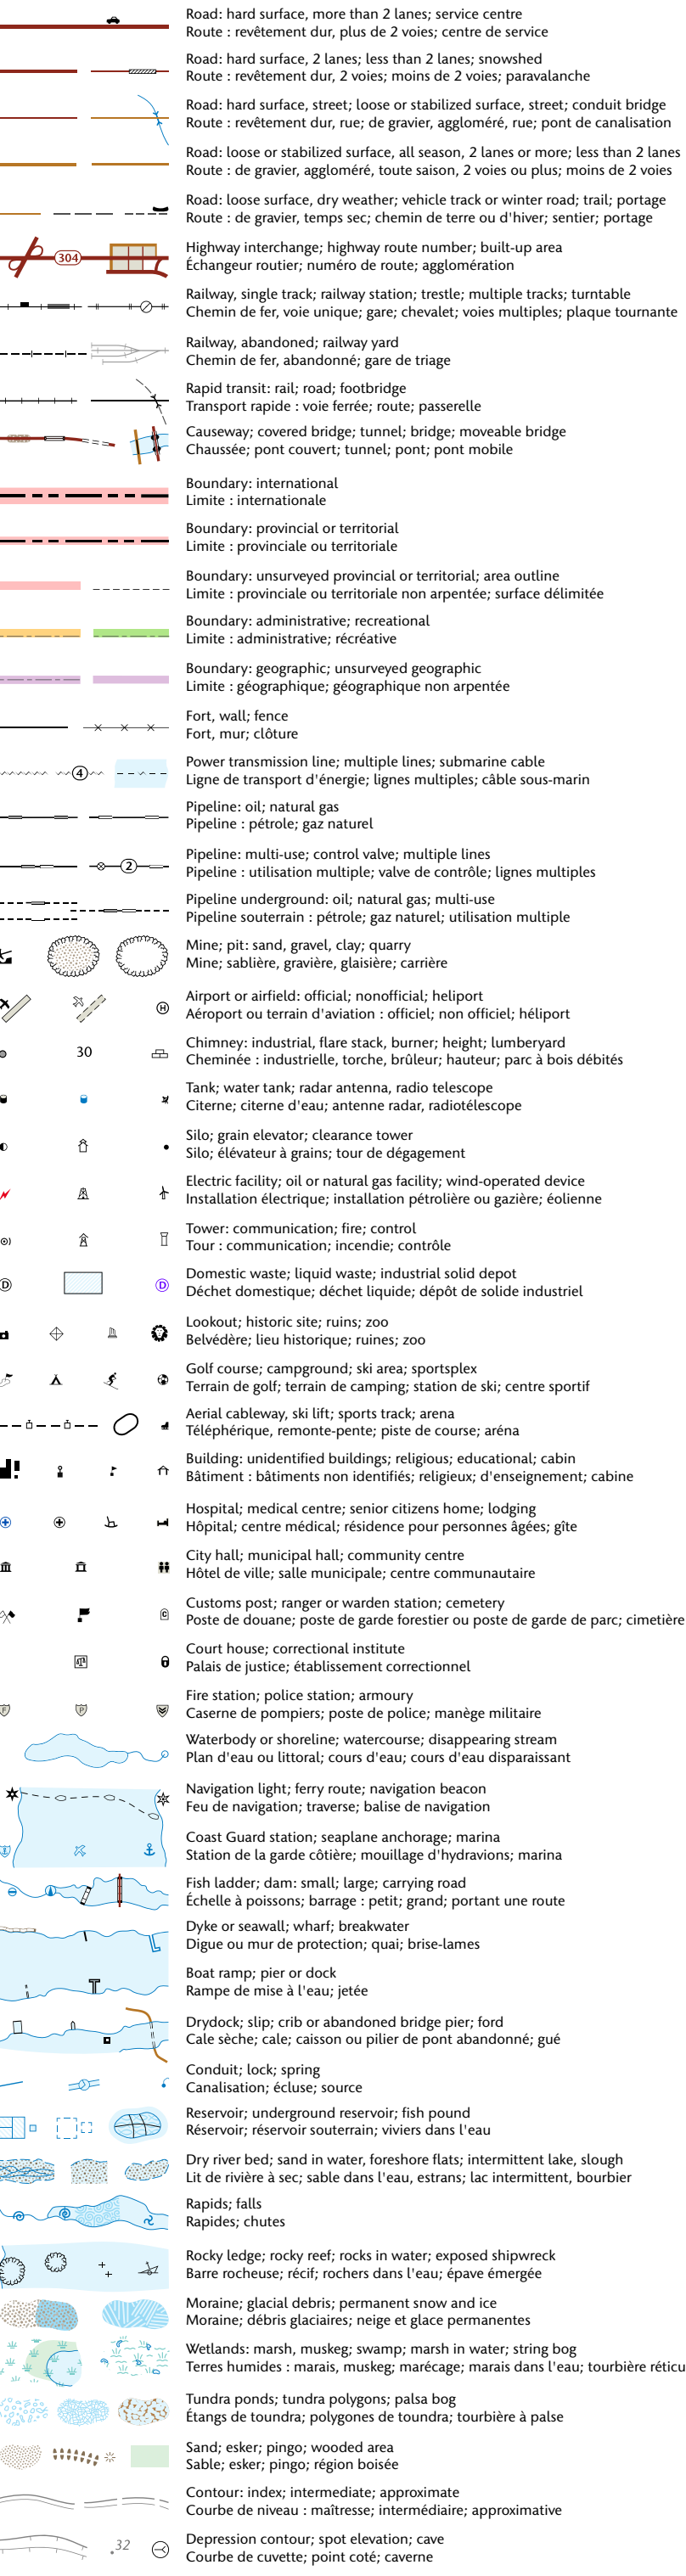 Road: hard surface, more than 2 lanes; service centre
Route : revêtement dur, plus de 2 voies; centre de service
Road: hard surface, 2 lanes; less than 2 lanes; snowshed
Route : revêtement dur, 2 voies; moins de 2 voies; paravalanche
Road: hard surface, street; loose or stabilized surface, street; conduit bridge
Route : revêtement dur, rue; de gravier, aggloméré, rue; pont de canalisation
Road: loose or stabilized surface, all season, 2 lanes or more; less than 2 lanes
Route : de gravier, aggloméré, toute saison, 2 voies ou plus; moins de 2 voies
Road: loose surface, dry weather; vehicle track or winter road; trail; portage
Route : de gravier, temps sec; chemin de terre ou d'hiver; sentier; portage
304
Highway interchange; highway route number; built-up area
Échangeur routier; numéro de route; agglomération
Railway, single track; railway station; trestle; multiple tracks; turntable
Chemin de fer, voie unique; gare; chevalet; voies multiples; plaque tournante
Railway, abandoned; railway yard
Chemin de fer, abandonné; gare de triage
Rapid transit: rail; road; footbridge
Transport rapide : voie ferrée; route; passerelle
Causeway; covered bridge; tunnel; bridge; moveable bridge
Chaussée; pont couvert; tunnel; pont; pont mobile
Boundary: international
Limite : internationale
Boundary: provincial or territorial
Limite : provinciale ou territoriale
Boundary: unsurveyed provincial or territorial; area outline
Limite : provinciale ou territoriale non arpentée; surface délimitée
Boundary: administrative; recreational
Limite : administrative; récréative
Boundary: geographic; unsurveyed geographic
Limite : géographique; géographique non arpentée
Fort, wall; fence
Fort, mur; clôture
4
Power transmission line; multiple lines; submarine cable
Ligne de transport d'énergie; lignes multiples; câble sous-marin
Pipeline: oil; natural gas
Pipeline : pétrole; gaz naturel
2
Pipeline: multi-use; control valve; multiple lines
Pipeline : utilisation multiple; valve de contrôle; lignes multiples
Pipeline underground: oil; natural gas; multi-use
Pipeline souterrain : pétrole; gaz naturel; utilisation multiple
Mine; pit: sand, gravel, clay; quarry
Mine; sablière, gravière, glaisière; carrière
H
Airport or airfield: official; nonofficial; heliport
Aéroport ou terrain d'aviation : officiel; non officiel; héliport
30
Chimney: industrial, flare stack, burner; height; lumberyard
Cheminée : industrielle, torche, brûleur; hauteur; parc à bois débités
Tank; water tank; radar antenna, radio telescope
Citerne; citerne d'eau; antenne radar, radiotélescope
Silo; grain elevator; clearance tower
Silo; élévateur à grains; tour de dégagement
Electric facility; oil or natural gas facility; wind-operated device
Installation électrique; installation pétrolière ou gazière; éolienne
Tower: communication; fire; control
Tour : communication; incendie; contrôle
D D
Domestic waste; liquid waste; industrial solid depot
Déchet domestique; déchet liquide; dépôt de solide industriel
Lookout; historic site; ruins; zoo
Belvédère; lieu historique; ruines; zoo
Golf course; campground; ski area; sportsplex
Terrain de golf; terrain de camping; station de ski; centre sportif
Aerial cableway, ski lift; sports track; arena
Téléphérique, remonte-pente; piste de course; aréna
Building: unidentified buildings; religious; educational; cabin
Bâtiment : bâtiments non identifiés; religieux; d'enseignement; cabine
Hospital; medical centre; senior citizens home; lodging
Hôpital; centre médical; résidence pour personnes âgées; gîte
City hall; municipal hall; community centre
Hôtel de ville; salle municipale; centre communautaire
C
Customs post; ranger or warden station; cemetery
Poste de douane; poste de garde forestier ou poste de garde de parc; cimetière
Court house; correctional institute
Palais de justice; établissement correctionnel
F P
Fire station; police station; armoury
Caserne de pompiers; poste de police; manège militaire
Waterbody or shoreline; watercourse; disappearing stream
Plan d'eau ou littoral; cours d'eau; cours d'eau disparaissant
Navigation light; ferry route; navigation beacon
Feu de navigation; traverse; balise de navigation
Coast Guard station; seaplane anchorage; marina
Station de la garde côtière; mouillage d'hydravions; marina
Fish ladder; dam: small; large; carrying road
Échelle à poissons; barrage : petit; grand; portant une route
Dyke or seawall; wharf; breakwater
Digue ou mur de protection; quai; brise-lames
Boat ramp; pier or dock
Rampe de mise à l'eau; jetée
Drydock; slip; crib or abandoned bridge pier; ford
Cale sèche; cale; caisson ou pilier de pont abandonné; gué
Conduit; lock; spring
Canalisation; écluse; source
Reservoir; underground reservoir; fish pound
Réservoir; réservoir souterrain; viviers dans l'eau
Dry river bed; sand in water, foreshore flats; intermittent lake, slough
Lit de rivière à sec; sable dans l'eau, estrans; lac intermittent, bourbier
Rapids; falls
Rapides; chutes
Rocky ledge; rocky reef; rocks in water; exposed shipwreck
Barre rocheuse; récif; rochers dans l'eau; épave émergée
Moraine; glacial debris; permanent snow and ice
Moraine; débris glaciaires; neige et glace permanentes
Wetlands: marsh, muskeg; swamp; marsh in water; string bog
Terres humides : marais, muskeg; marécage; marais dans l'eau; tourbière réticu
Tundra ponds; tundra polygons; palsa bog
Étangs de toundra; polygones de toundra; tourbière à palse
Sand; esker; pingo; wooded area
Sable; esker; pingo; région boisée
Contour: index; intermediate; approximate
Courbe de niveau : maîtresse; intermédiaire; approximative
32
Depression contour; spot elevation; cave
Courbe de cuvette; point coté; caverne